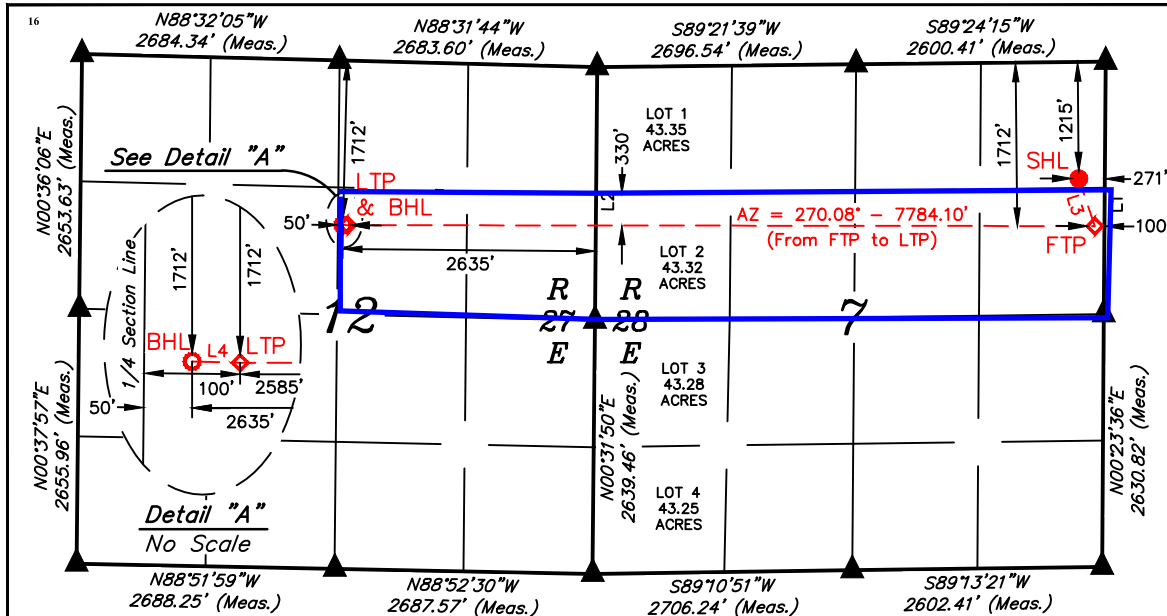 16
N88°32'05"W
2684.34' (Meas.)
N88°31'44"W
2683.60' (Meas.)
S89°21'39"W
2696.54' (Meas.)
S89°24'15"W
2600.41' (Meas.)
N00°36'06"E
2653.63' (Meas.)
See Detail "A"
1712'
LTP
& BHL
50'
2635'
LOT 1
43.35
ACRES
330'
L2
1712'
1215'
SHL
271'
L1
L3
AZ = 270.08° - 7784.10'
(From FTP to LTP)
FTP
100'
LOT 2
43.32
ACRES
12
R
27
E
R
28
E
7
1/4 Section Line
1712'
1712'
BHL
L4
LTP
100'
2585'
50'
2635'
Detail "A"
No Scale
LOT 3
43.28
ACRES
LOT 4
43.25
ACRES
N00°37'57"E
2655.96' (Meas.)
N00°31'50"E
2639.46' (Meas.)
N00°23'36"E
2630.82' (Meas.)
N88°51'59"W
2688.25' (Meas.)
N88°52'30"W
2687.57' (Meas.)
S89°10'51"W
2706.24' (Meas.)
S89°13'21"W
2602.41' (Meas.)